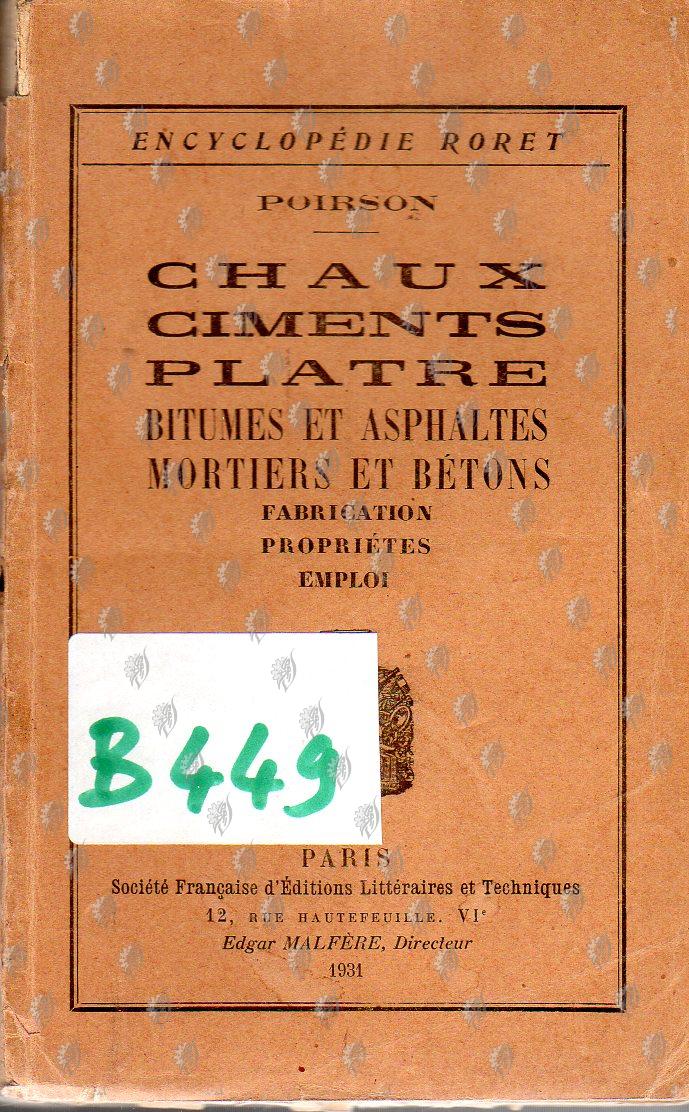 ENCYCLOPÉDIE RORET
POIRSON
CHAUX
CIMENTS
PLATRE
BITUMES ET ASPHALTES
MORTIERS ET BÉTONS
FABRICATION
PROPRIÉTES
EMPLOI
B449
PARIS
Société Française d'Éditions Littéraires et Techniques
12, RUE HAUTEFEUILLE. VIe
Edgar MALFÈRE, Directeur
1931